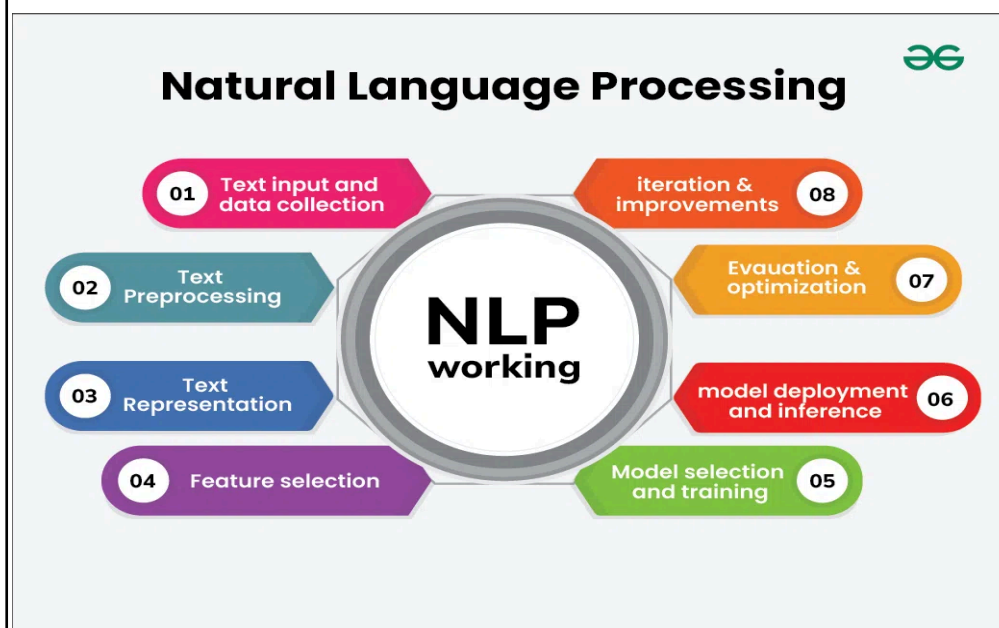 Natural Language Processing
01
Text input and
data collection
02
Text
Preprocessing
03
Text
Representation
04
Feature selection
NLP
working
Model selection
and training
05
model deployment
and inference
06
Evauation &
optimization
07
iteration &
improvements
08